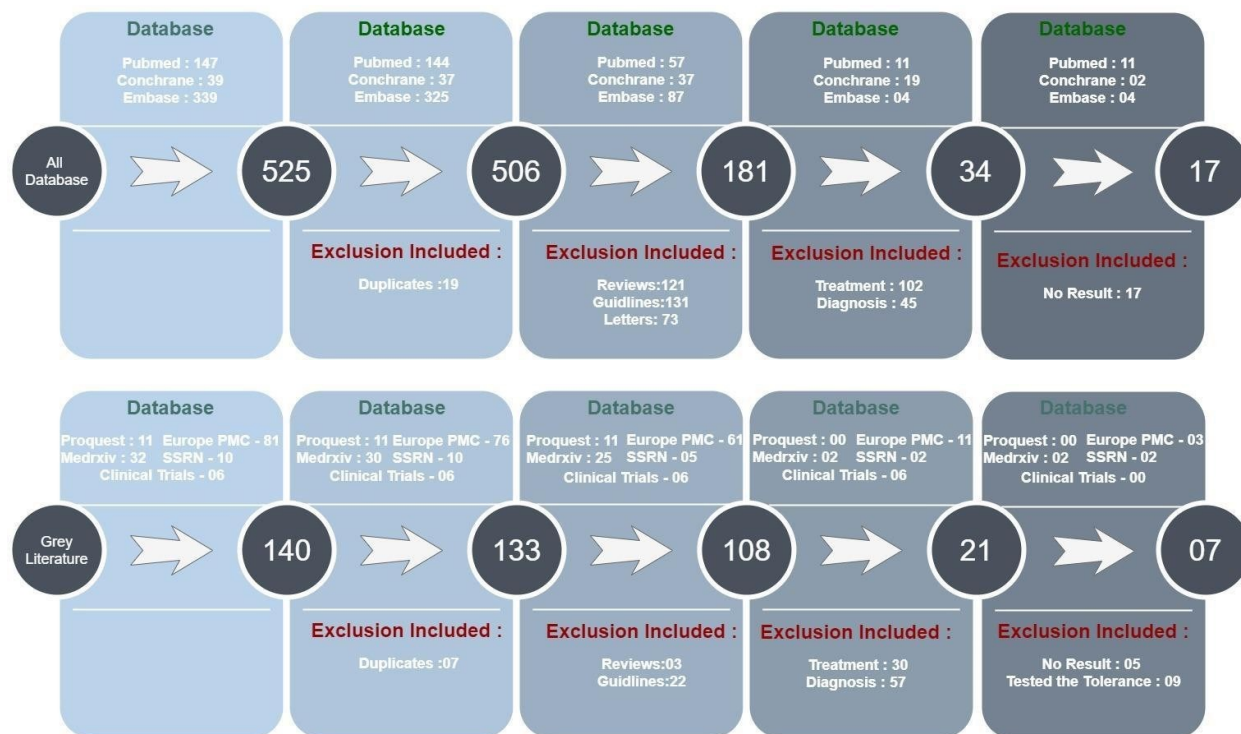 Database
Pubmed : 147
Conchrane : 39
Embase : 339
Database
Pubmed : 144
Conchrane : 37
Embase : 325
Database
Pubmed : 57
Conchrane : 37
Embase : 87
Database
Pubmed : 11
Conchrane : 19
Embase : 04
Database
Pubmed : 11
Conchrane : 02
Embase : 04
All
Database
525
506
181
34
17
Exclusion Included :
Duplicates :19
Exclusion Included :
Reviews:121
Guidlines:131
Letters: 73
Exclusion Included :
Treatment : 102
Diagnosis : 45
Exclusion Included :
No Result : 17
Database
Proquest : 11 Europe PMC - 81
Medrxiv : 32 SSRN - 10
Clinical Trials - 06
Database
Proquest : 11 Europe PMC - 76
Medrxiv : 30 SSRN - 10
Clinical Trials - 06
Database
Proquest : 11 Europe PMC - 61
Medrxiv : 25 SSRN - 05
Clinical Trials - 06
Database
Proquest : 00 Europe PMC - 11
Medrxiv : 02 SSRN - 02
Clinical Trials - 06
Database
Proquest : 00 Europe PMC - 03
Medrxiv : 02 SSRN - 02
Clinical Trials - 00
Grey
Literature
140
133
108
21
07
Exclusion Included :
Duplicates :07
Exclusion Included :
Reviews:03
Guidlines:22
Exclusion Included :
Treatment : 30
Diagnosis : 57
Exclusion Included :
No Result : 05
Tested the Tolerance : 09